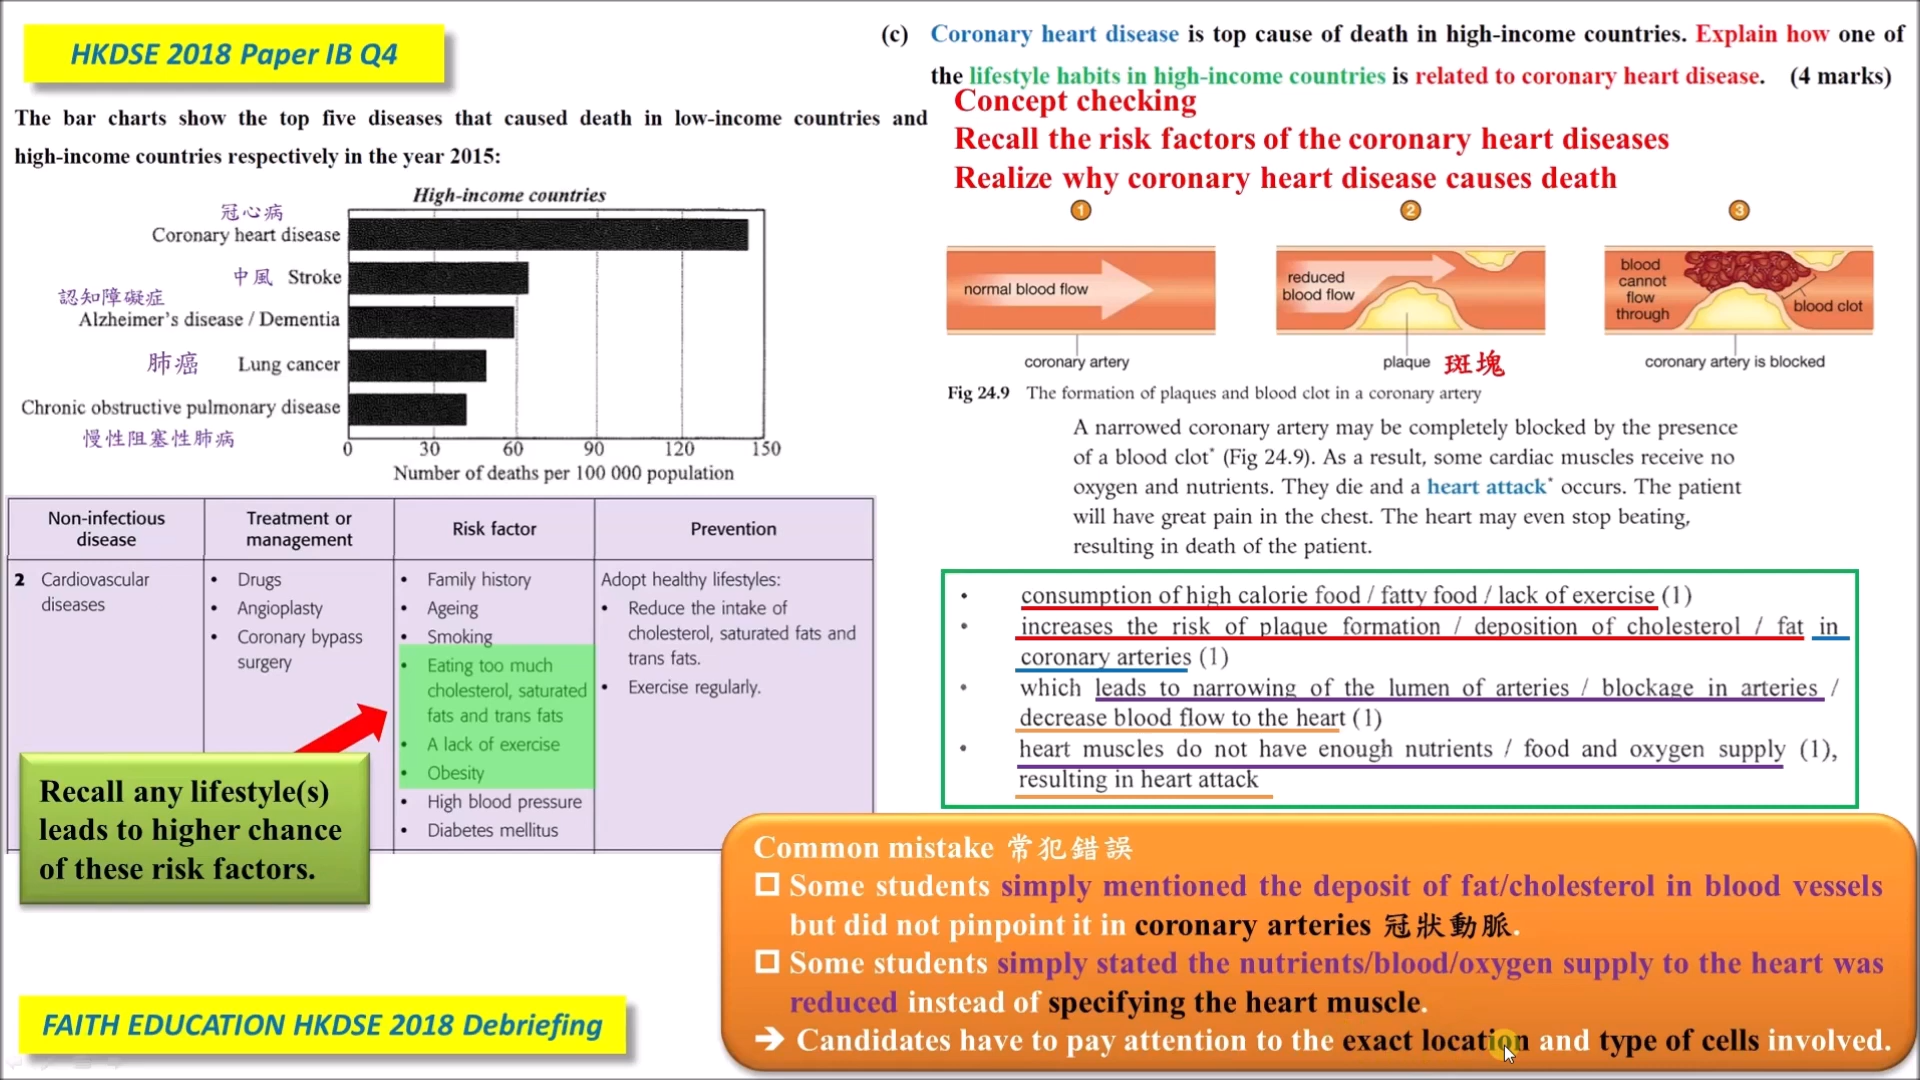 HKDSE 2018 Paper IB Q4
The bar charts show the top five diseases that caused death in low-income countries and
high-income countries respectively in the year 2015:
High-income countries
冠心病
Coronary heart disease
中風 Stroke
認知障礙症
Alzheimer's disease / Dementia
肺癌 Lung cancer
Chronic obstructive pulmonary disease
慢性阻塞性肺病
0 30 60 90 120 150
Number of deaths per 100 000 population
Non-infectious disease
Treatment or management
Risk factor
Prevention
2 Cardiovascular
diseases
• Drugs
• Angioplasty
• Coronary bypass
surgery
• Family history
• Ageing
• Smoking
• Eating too much
cholesterol, saturated
fats and trans fats
• A lack of exercise
• Obesity
• High blood pressure
• Diabetes mellitus
Adopt healthy lifestyles:
• Reduce the intake of
cholesterol, saturated fats and
trans fats.
• Exercise regularly.
Recall any lifestyle(s)
leads to higher chance
of these risk factors.
FAITH EDUCATION HKDSE 2018 Debriefing
(c) Coronary heart disease is top cause of death in high-income countries. Explain how one of
the lifestyle habits in high-income countries is related to coronary heart disease. (4 marks)
Concept checking
Recall the risk factors of the coronary heart diseases
Realize why coronary heart disease causes death
1
normal blood flow
coronary artery
2
reduced
blood flow
plaque 斑塊
3
blood
cannot
flow
through
blood clot
coronary artery is blocked
Fig 24.9 The formation of plaques and blood clot in a coronary artery
A narrowed coronary artery may be completely blocked by the presence
of a blood clot* (Fig 24.9). As a result, some cardiac muscles receive no
oxygen and nutrients. They die and a heart attack* occurs. The patient
will have great pain in the chest. The heart may even stop beating,
resulting in death of the patient.
• consumption of high calorie food / fatty food / lack of exercise (1)
• increases the risk of plaque formation / deposition of cholesterol / fat in
coronary arteries (1)
• which leads to narrowing of the lumen of arteries / blockage in arteries /
decrease blood flow to the heart (1)
• heart muscles do not have enough nutrients / food and oxygen supply (1),
resulting in heart attack
Common mistake 常犯錯誤
❑ Some students simply mentioned the deposit of fat/cholesterol in blood vessels
but did not pinpoint it in coronary arteries 冠狀動脈.
❑ Some students simply stated the nutrients/blood/oxygen supply to the heart was
reduced instead of specifying the heart muscle.
➔ Candidates have to pay attention to the exact location and type of cells involved.